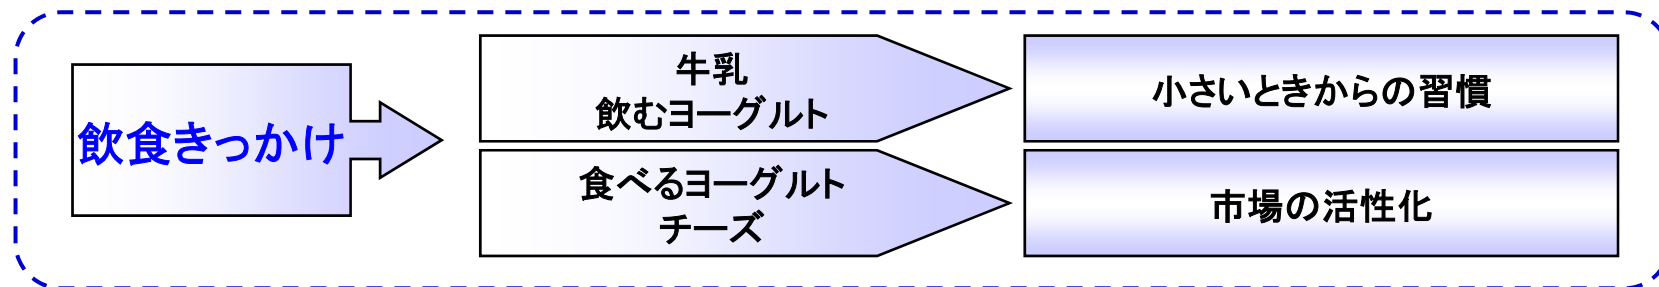 飲食きっかけ
牛乳
飲むヨーグルト
小さいときからの習慣
食べるヨーグルト
チーズ
市場の活性化